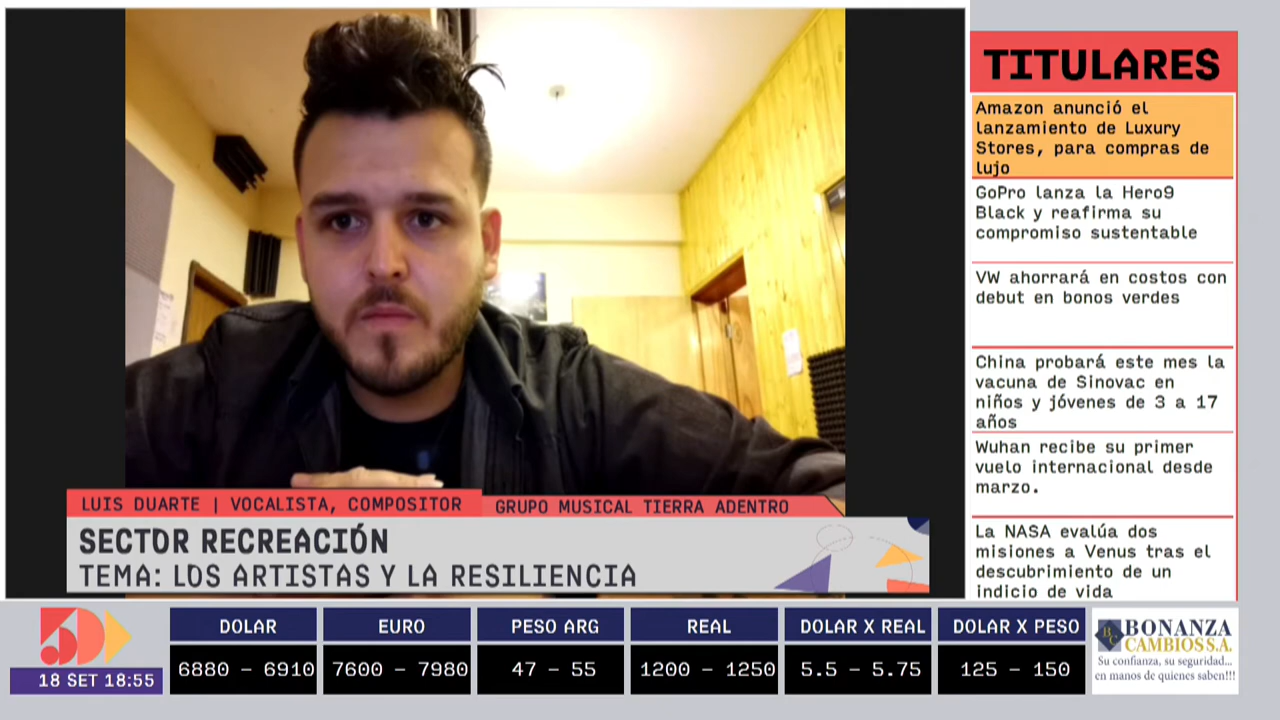 TITULARES
Amazon anunció el
lanzamiento de Luxury
Stores, para compras de
lujo
GoPro lanza la Hero9
Black y reafirma su
compromiso sustentable
VW ahorrará en costos con
debut en bonos verdes
China probará este mes la
vacuna de Sinovac en
niños y jóvenes de 3 a 17
años
Wuhan recibe su primer
vuelo internacional desde
marzo.
La NASA evalúa dos
misiones a Venus tras el
descubrimiento de un
indicio de vida
LUIS DUARTE | VOCALISTA, COMPOSITOR
GRUPO MUSICAL TIERRA ADENTRO
SECTOR RECREACIÓN
TEMA: LOS ARTISTAS Y LA RESILIENCIA
5D
18 SET 18:55
DOLAR
6880 - 6910
EURO
7600 - 7980
PESO ARG
47 - 55
REAL
1200 - 1250
DOLAR X REAL
5.5 - 5.75
DOLAR X PESO
125 - 150
BC
BONANZA
CAMBIOS S.A.
Su confianza, su seguridad...
en manos de quienes saben!!!